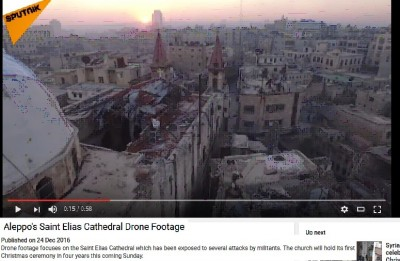 SPUTNIK
0:15 / 0:58
Aleppo's Saint Elias Cathedral Drone Footage
Up next
Published on 24 Dec 2016
Drone footage focuses on the Saint Elias Cathedral which has been exposed to several attacks by militants. The church will hold its first
Christmas ceremony in four years this coming Sunday.
Syria
celeb
Chris